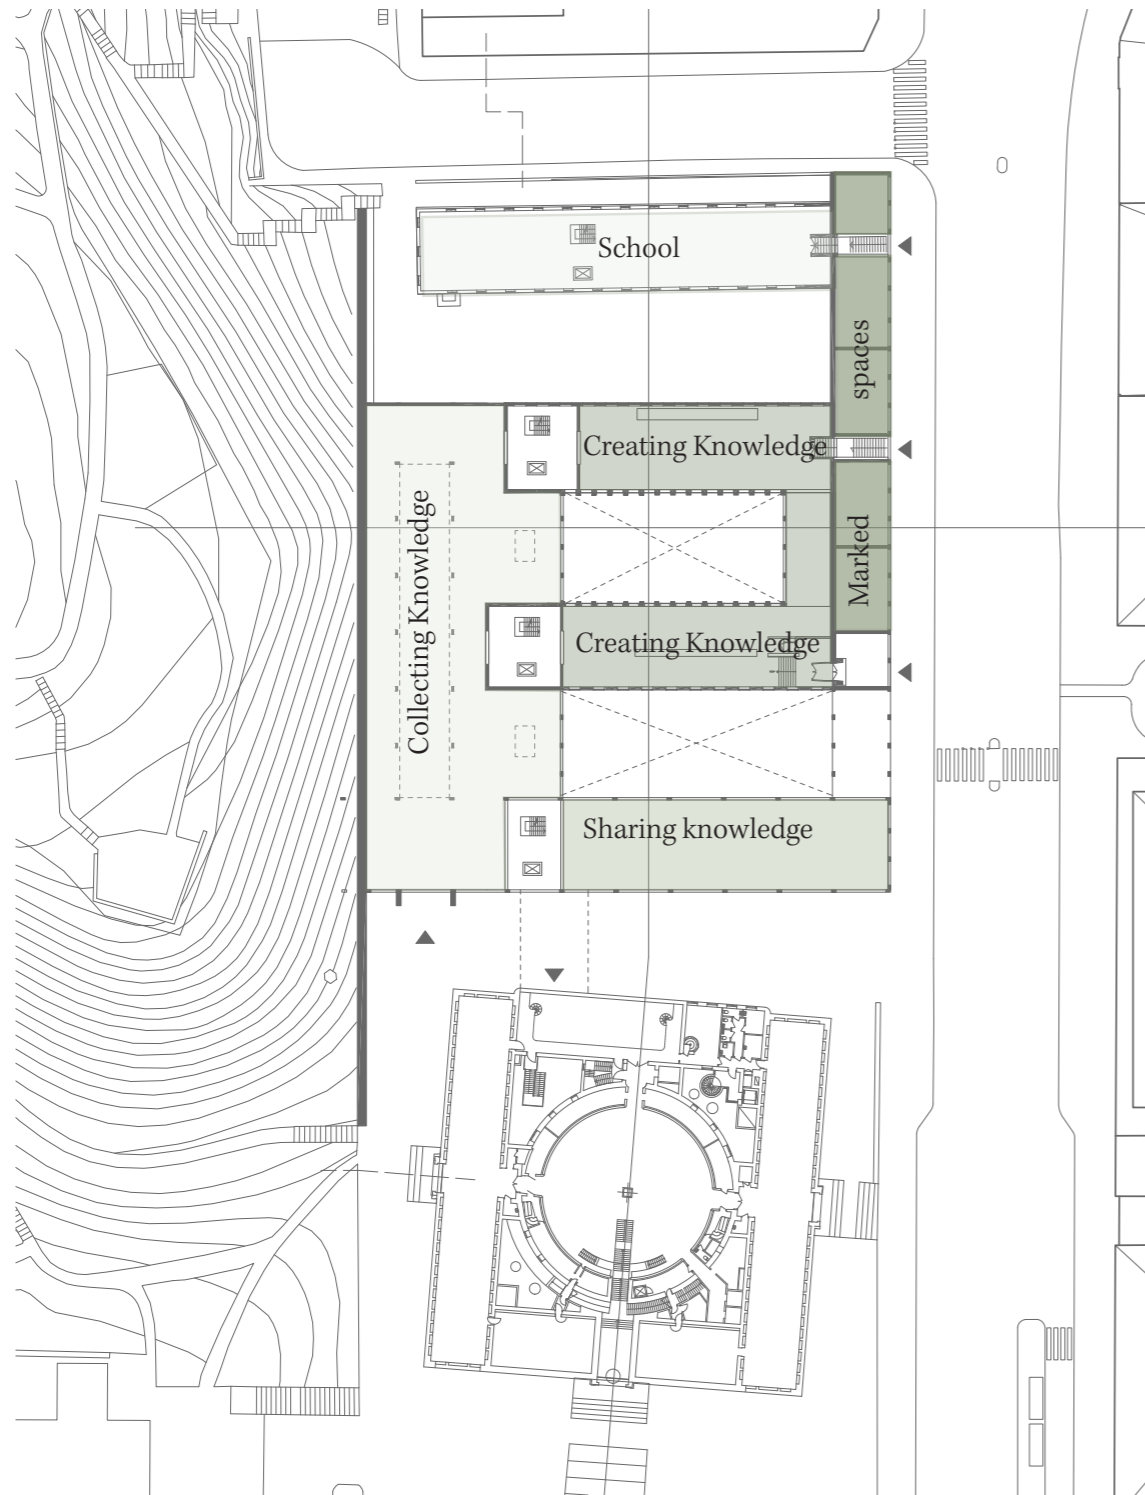 School
spaces
Creating Knowledge
Collecting Knowledge
Marked
Creating Knowledge
Sharing knowledge